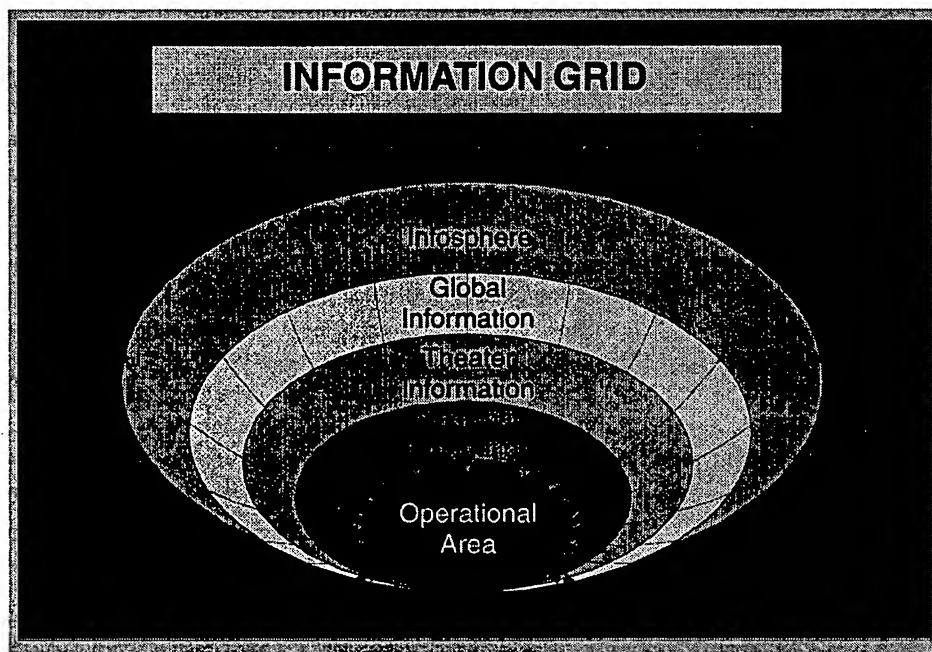 INFORMATION GRID
Infosphere
Global
Information
Theater
Information
Operational
Area